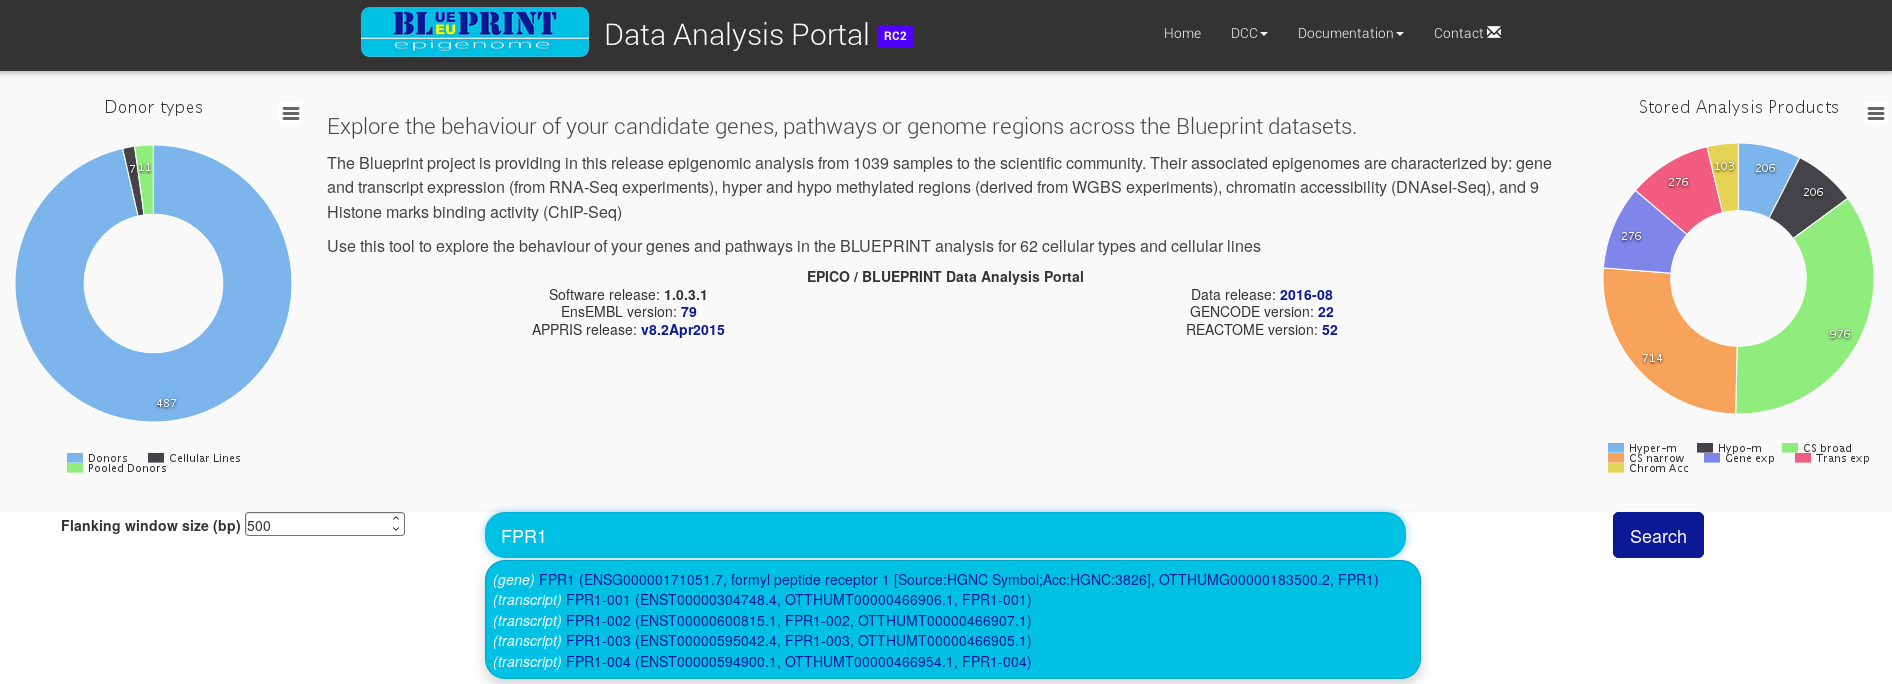 BLUEPRINT
EU
epigenome
Data Analysis Portal RC2
Home DCC Documentation Contact
Donor types
7 11
487
Donors Cellular Lines
Pooled Donors
Explore the behaviour of your candidate genes, pathways or genome regions across the Blueprint datasets.
The Blueprint project is providing in this release epigenomic analysis from 1039 samples to the scientific community. Their associated epigenomes are characterized by: gene
and transcript expression (from RNA-Seq experiments), hyper and hypo methylated regions (derived from WGBS experiments), chromatin accessibility (DNAseI-Seq), and 9
Histone marks binding activity (ChIP-Seq)
Use this tool to explore the behaviour of your genes and pathways in the BLUEPRINT analysis for 62 cellular types and cellular lines
EPICO / BLUEPRINT Data Analysis Portal
Software release: 1.0.3.1
EnsEMBL version: 79
APPRIS release: v8.2Apr2015
Data release: 2016-08
GENCODE version: 22
REACTOME version: 52
Stored Analysis Products
103 206
276 206
276
976
714
Hyper-m Hypo-m CS broad
CS narrow Gene exp Trans exp
Chrom Acc
Flanking window size (bp) 500
FPR1
Search
(gene) FPR1 (ENSG00000171051.7, formyl peptide receptor 1 [Source:HGNC Symbol;Acc:HGNC:3826], OTTHUMG00000183500.2, FPR1)
(transcript) FPR1-001 (ENST00000304748.4, OTTHUMT00000466906.1, FPR1-001)
(transcript) FPR1-002 (ENST00000600815.1, FPR1-002, OTTHUMT00000466907.1)
(transcript) FPR1-003 (ENST00000595042.4, FPR1-003, OTTHUMT00000466905.1)
(transcript) FPR1-004 (ENST00000594900.1, OTTHUMT00000466954.1, FPR1-004)